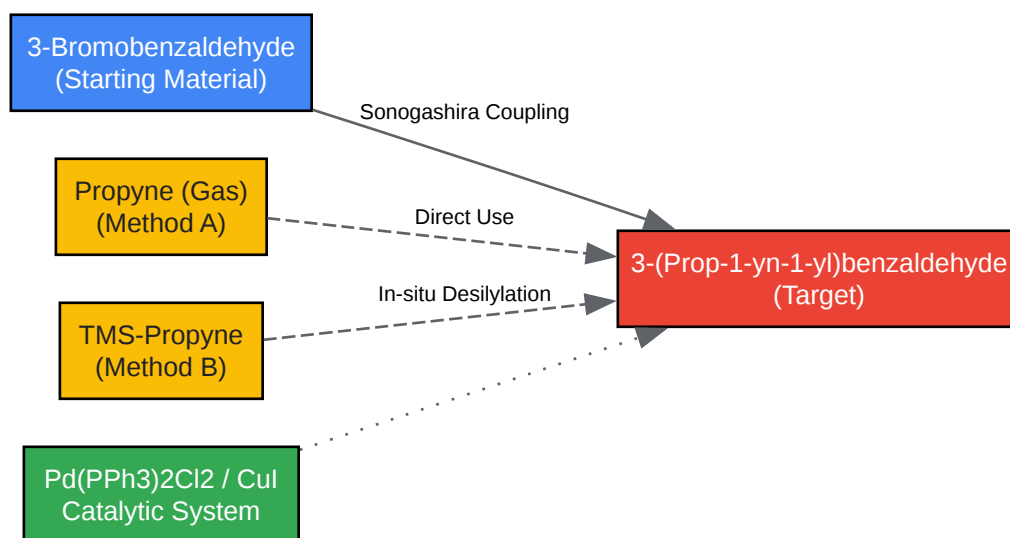 3-Bromobenzaldehyde
(Starting Material)
Sonogashira Coupling
Propyne (Gas)
(Method A)
Direct Use
3-(Prop-1-yn-1-yl)benzaldehyde
(Target)
In-situ Desilylation
TMS-Propyne
(Method B)
Pd(PPh3)2Cl2 / CuI
Catalytic System